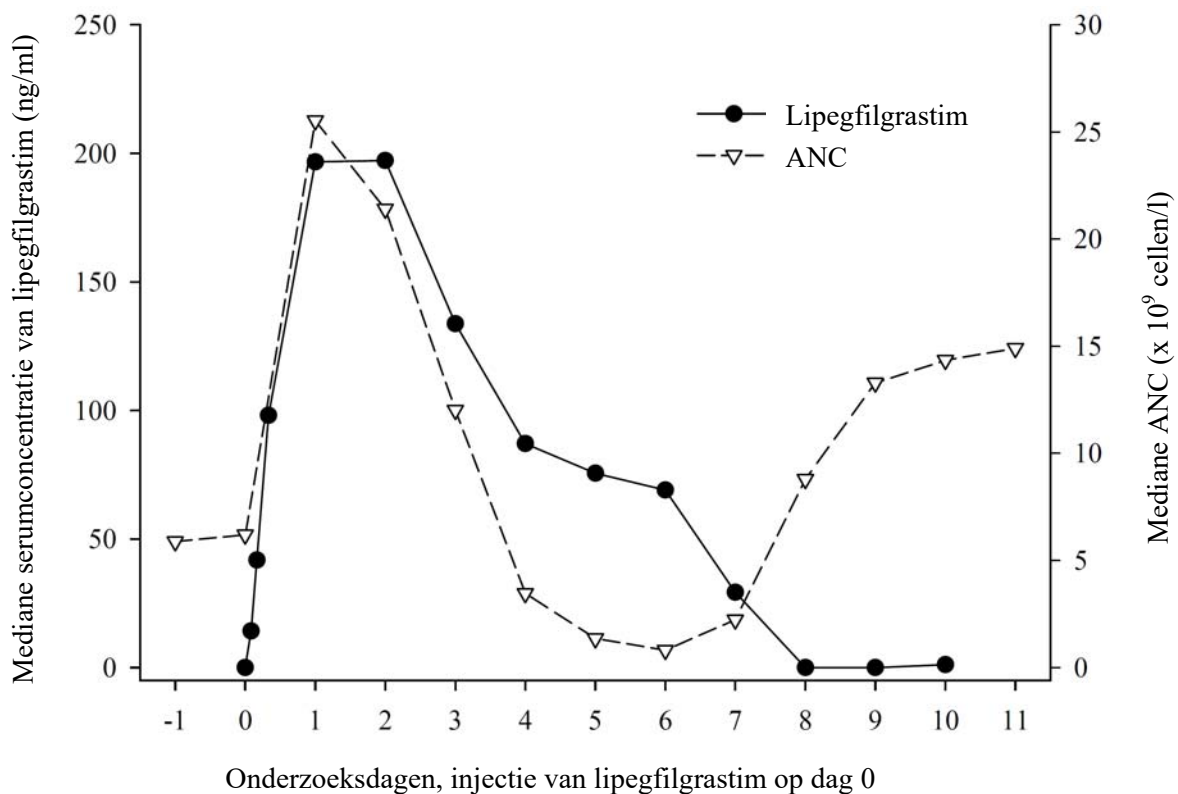 Mediane serumconcentratie van lipegfilgrastim (ng/ml)
250
200
150
100
50
0
Lipegfilgrastim
ANC
30
25
20
15
10
5
0
Mediane ANC (x 10⁹ cellen/l)
-1 0 1 2 3 4 5 6 7 8 9 10 11
Onderzoeksdagen, injectie van lipegfilgrastim op dag 0